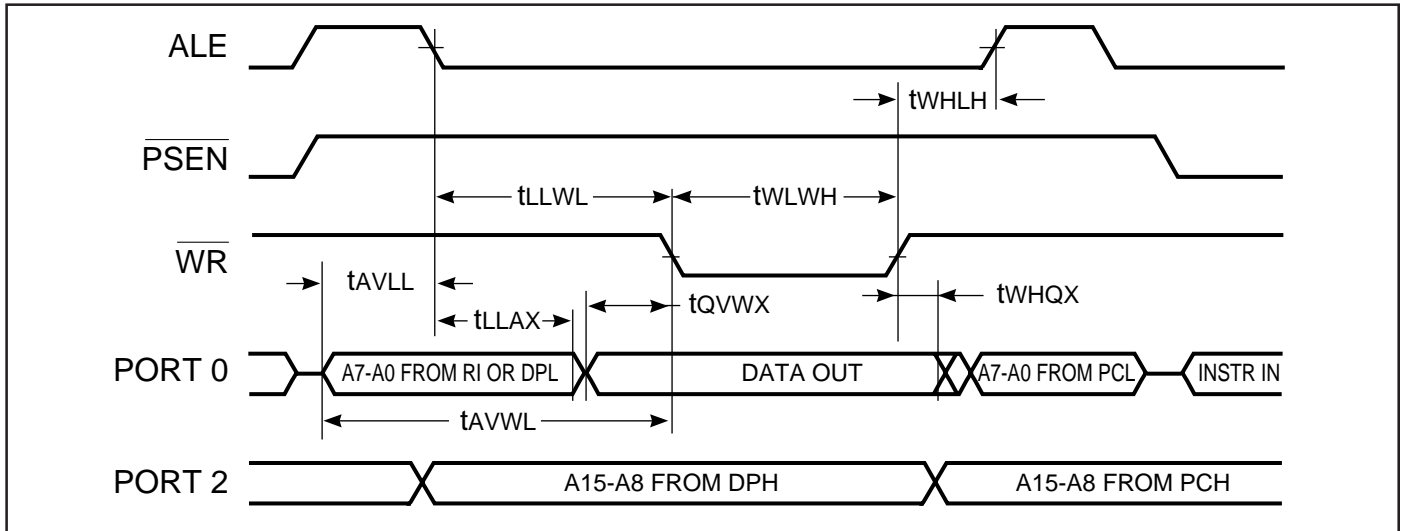 ALE
tWHLH
PSEN
tLLWL
tWLWH
WR
tAVLL
tLLAX
tQVWX
tWHQX
PORT 0
A7-A0 FROM RI OR DPL
DATA OUT
A7-A0 FROM PCL
INSTR IN
tAVWL
PORT 2
A15-A8 FROM DPH
A15-A8 FROM PCH